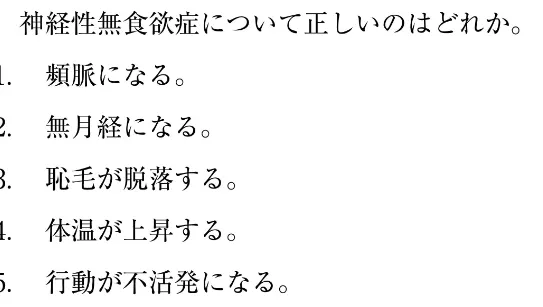 神経性無食欲症について正しいのはどれか。
1. 頻脈になる。
2. 無月経になる。
3. 恥毛が脱落する。
4. 体温が上昇する。
5. 行動が不活発になる。